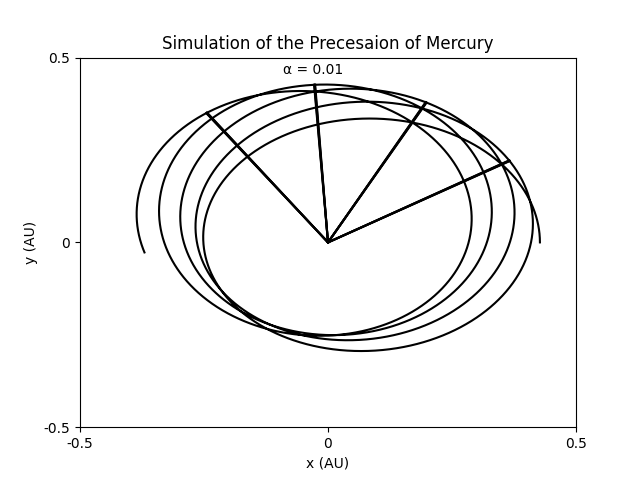 Simulation of the Precesaion of Mercury
0.5
α = 0.01
y (AU)
0
-0.5
-0.5
0
0.5
x (AU)